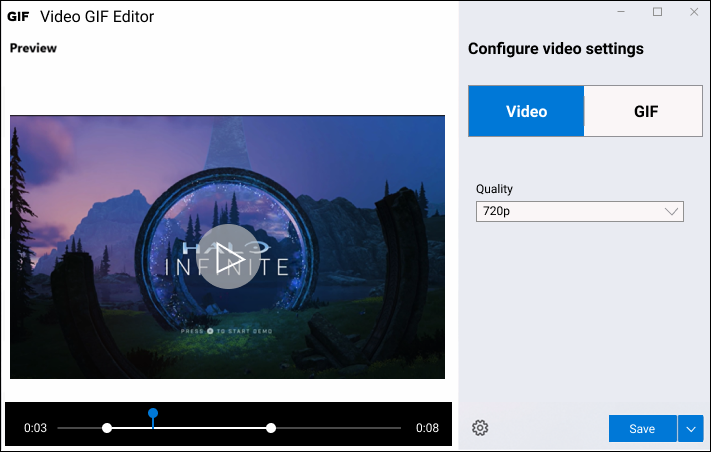 GIF Video GIF Editor
Preview
HALO
INFINITE
PRESS TO START DEMO
0:03
0:08
Configure video settings
Video
GIF
Quality
720p
Save